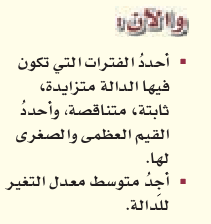 والآن:
▪ أحددُ الفترات التي تكون
فيها الدالة متزايدة،
ثابتة، متناقصة، وأحددُ
القيم العظمى والصغرى
لها.
▪ أجِدُ متوسط معدل التغير
للدالة.